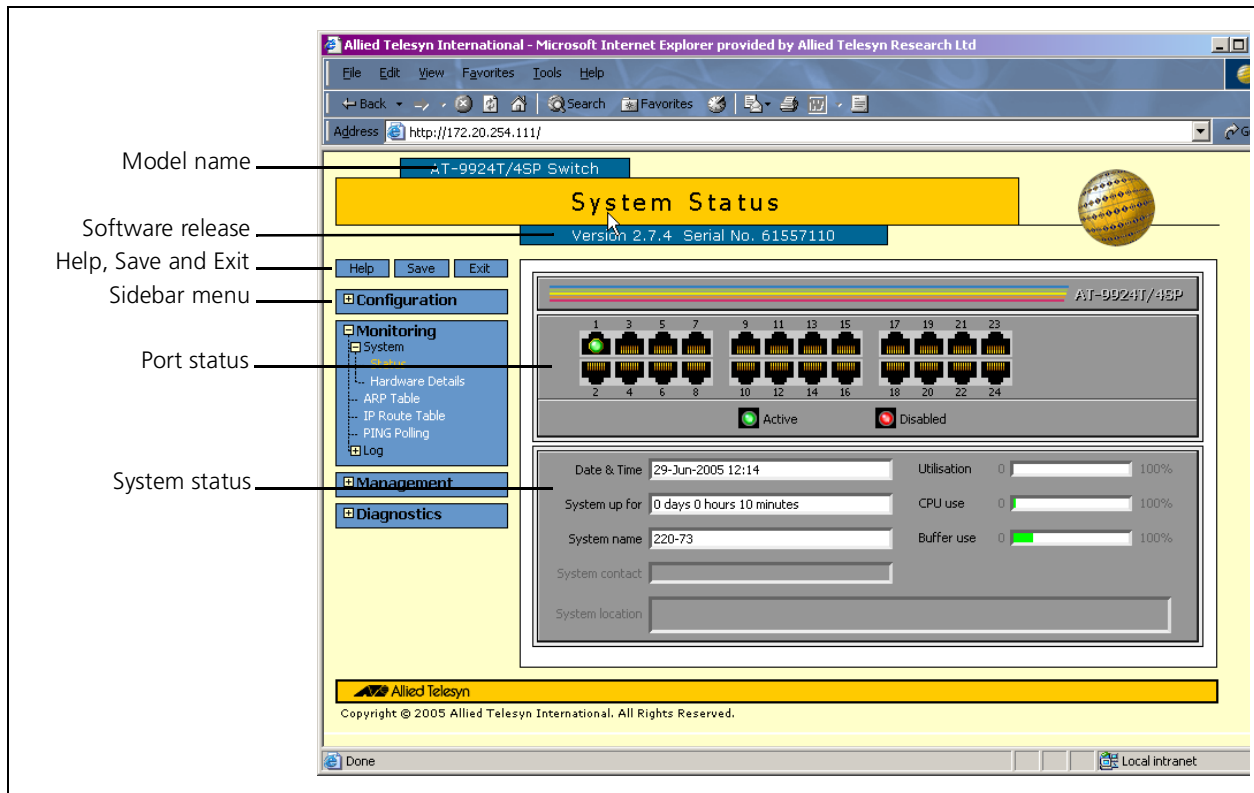 Allied Telesyn International - Microsoft Internet Explorer provided by Allied Telesyn Research Ltd
File Edit View Favorites Tools Help
Back Search Favorites
Address http://172.20.254.111/
Model name
AT-9924T/4SP Switch
System Status
Software release
Version 2.7.4 Serial No. 61557110
Help, Save and Exit
Help Save Exit
Sidebar menu
Configuration
AT-9924T/4SP
Monitoring
System
Status
Hardware Details
ARP Table
IP Route Table
PING Polling
Log
Port status
1 3 5 7 9 11 13 15 17 19 21 23
2 4 6 8 10 12 14 16 18 20 22 24
Active Disabled
System status
Management
Diagnostics
Date & Time 29-Jun-2005 12:14 Utilisation 0 100%
System up for 0 days 0 hours 10 minutes CPU use 0 100%
System name 220-73 Buffer use 0 100%
System contact
System location
Allied Telesyn
Copyright © 2005 Allied Telesyn International. All Rights Reserved.
Done Local intranet